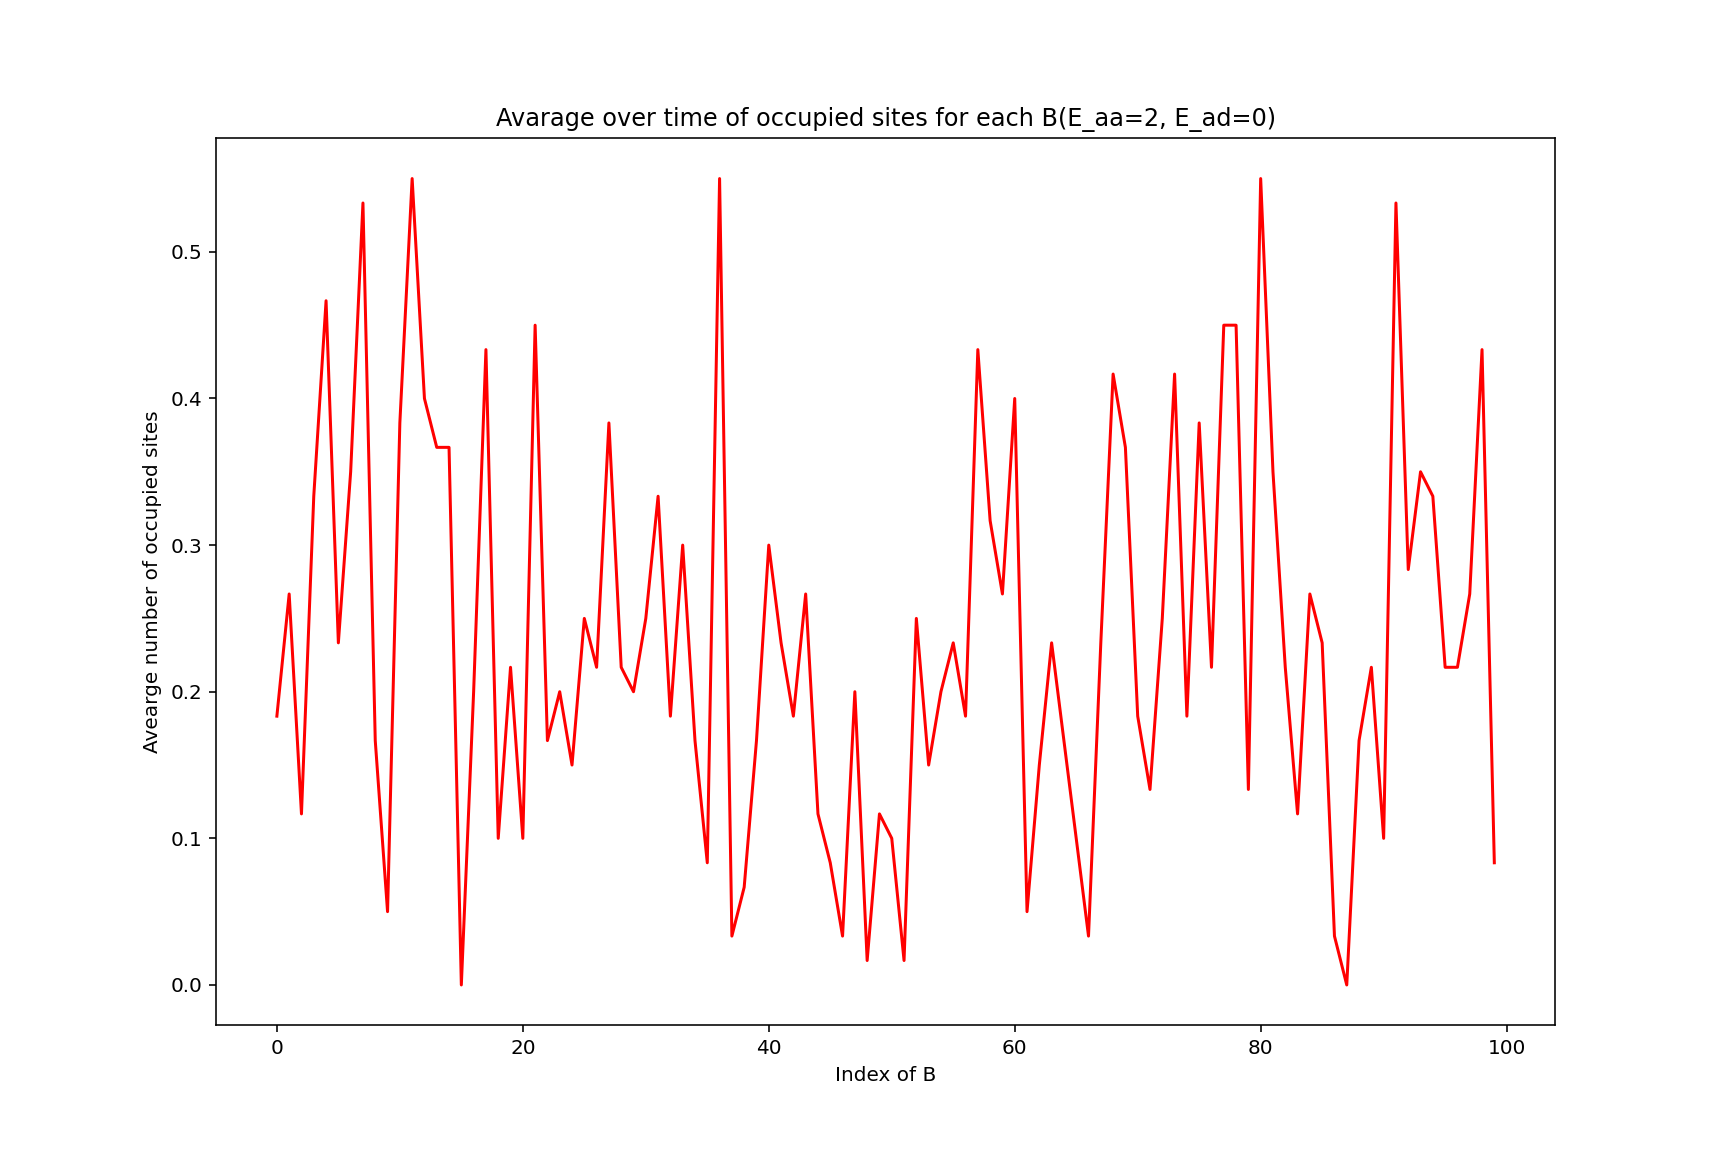 Avarage over time of occupied sites for each B(E_aa=2, E_ad=0)
Avearge number of occupied sites
0.5
0.4
0.3
0.2
0.1
0.0
0 20 40 60 80 100
Index of B